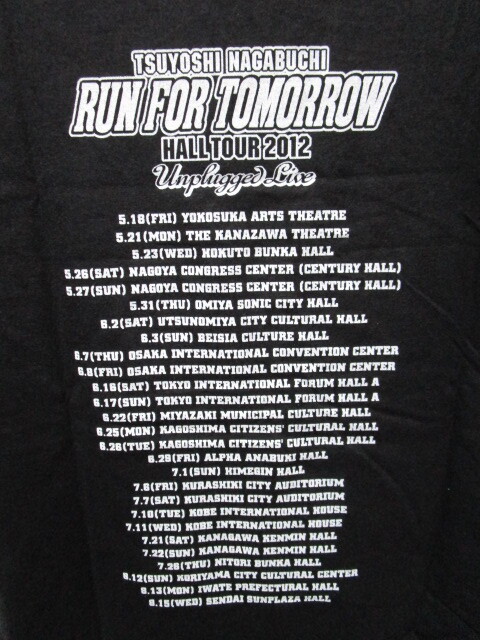 TSUYOSHI NAGABUCHI
RUN FOR TOMORROW
HALL TOUR 2012
Unplugged Live
5.18(FRI) YOKOSUKA ARTS THEATRE
5.21(MON) THE KANAZAWA THEATRE
5.23(WED) HOKUTO BUNKA HALL
5.26(SAT) NAGOYA CONGRESS CENTER (CENTURY HALL)
5.27(SUN) NAGOYA CONGRESS CENTER (CENTURY HALL)
5.31(THU) OMIYA SONIC CITY HALL
6.2(SAT) UTSUNOMIYA CITY CULTURAL HALL
6.3(SUN) BEISIA CULTURE HALL
6.7(THU) OSAKA INTERNATIONAL CONVENTION CENTER
6.8(FRI) OSAKA INTERNATIONAL CONVENTION CENTER
6.16(SAT) TOKYO INTERNATIONAL FORUM HALL A
6.17(SUN) TOKYO INTERNATIONAL FORUM HALL A
6.22(FRI) MIYAZAKI MUNICIPAL CULTURE HALL
6.25(MON) KAGOSHIMA CITIZENS' CULTURAL HALL
6.26(TUE) KAGOSHIMA CITIZENS' CULTURAL HALL
6.29(FRI) ALPHA ANABUKI HALL
7.1(SUN) HIMEGIN HALL
7.6(FRI) KURASHIKI CITY AUDITORIUM
7.7(SAT) KURASHIKI CITY AUDITORIUM
7.10(TUE) KOBE INTERNATIONAL HOUSE
7.11(WED) KOBE INTERNATIONAL HOUSE
7.21(SAT) KANAGAWA KENMIN HALL
7.22(SUN) KANAGAWA KENMIN HALL
7.26(THU) NITORI BUNKA HALL
8.12(SUN) KORIYAMA CITY CULTURAL CENTER
8.13(MON) IWATE PREFECTURAL HALL
8.15(WED) SENDAI SUNPLAZA HALL